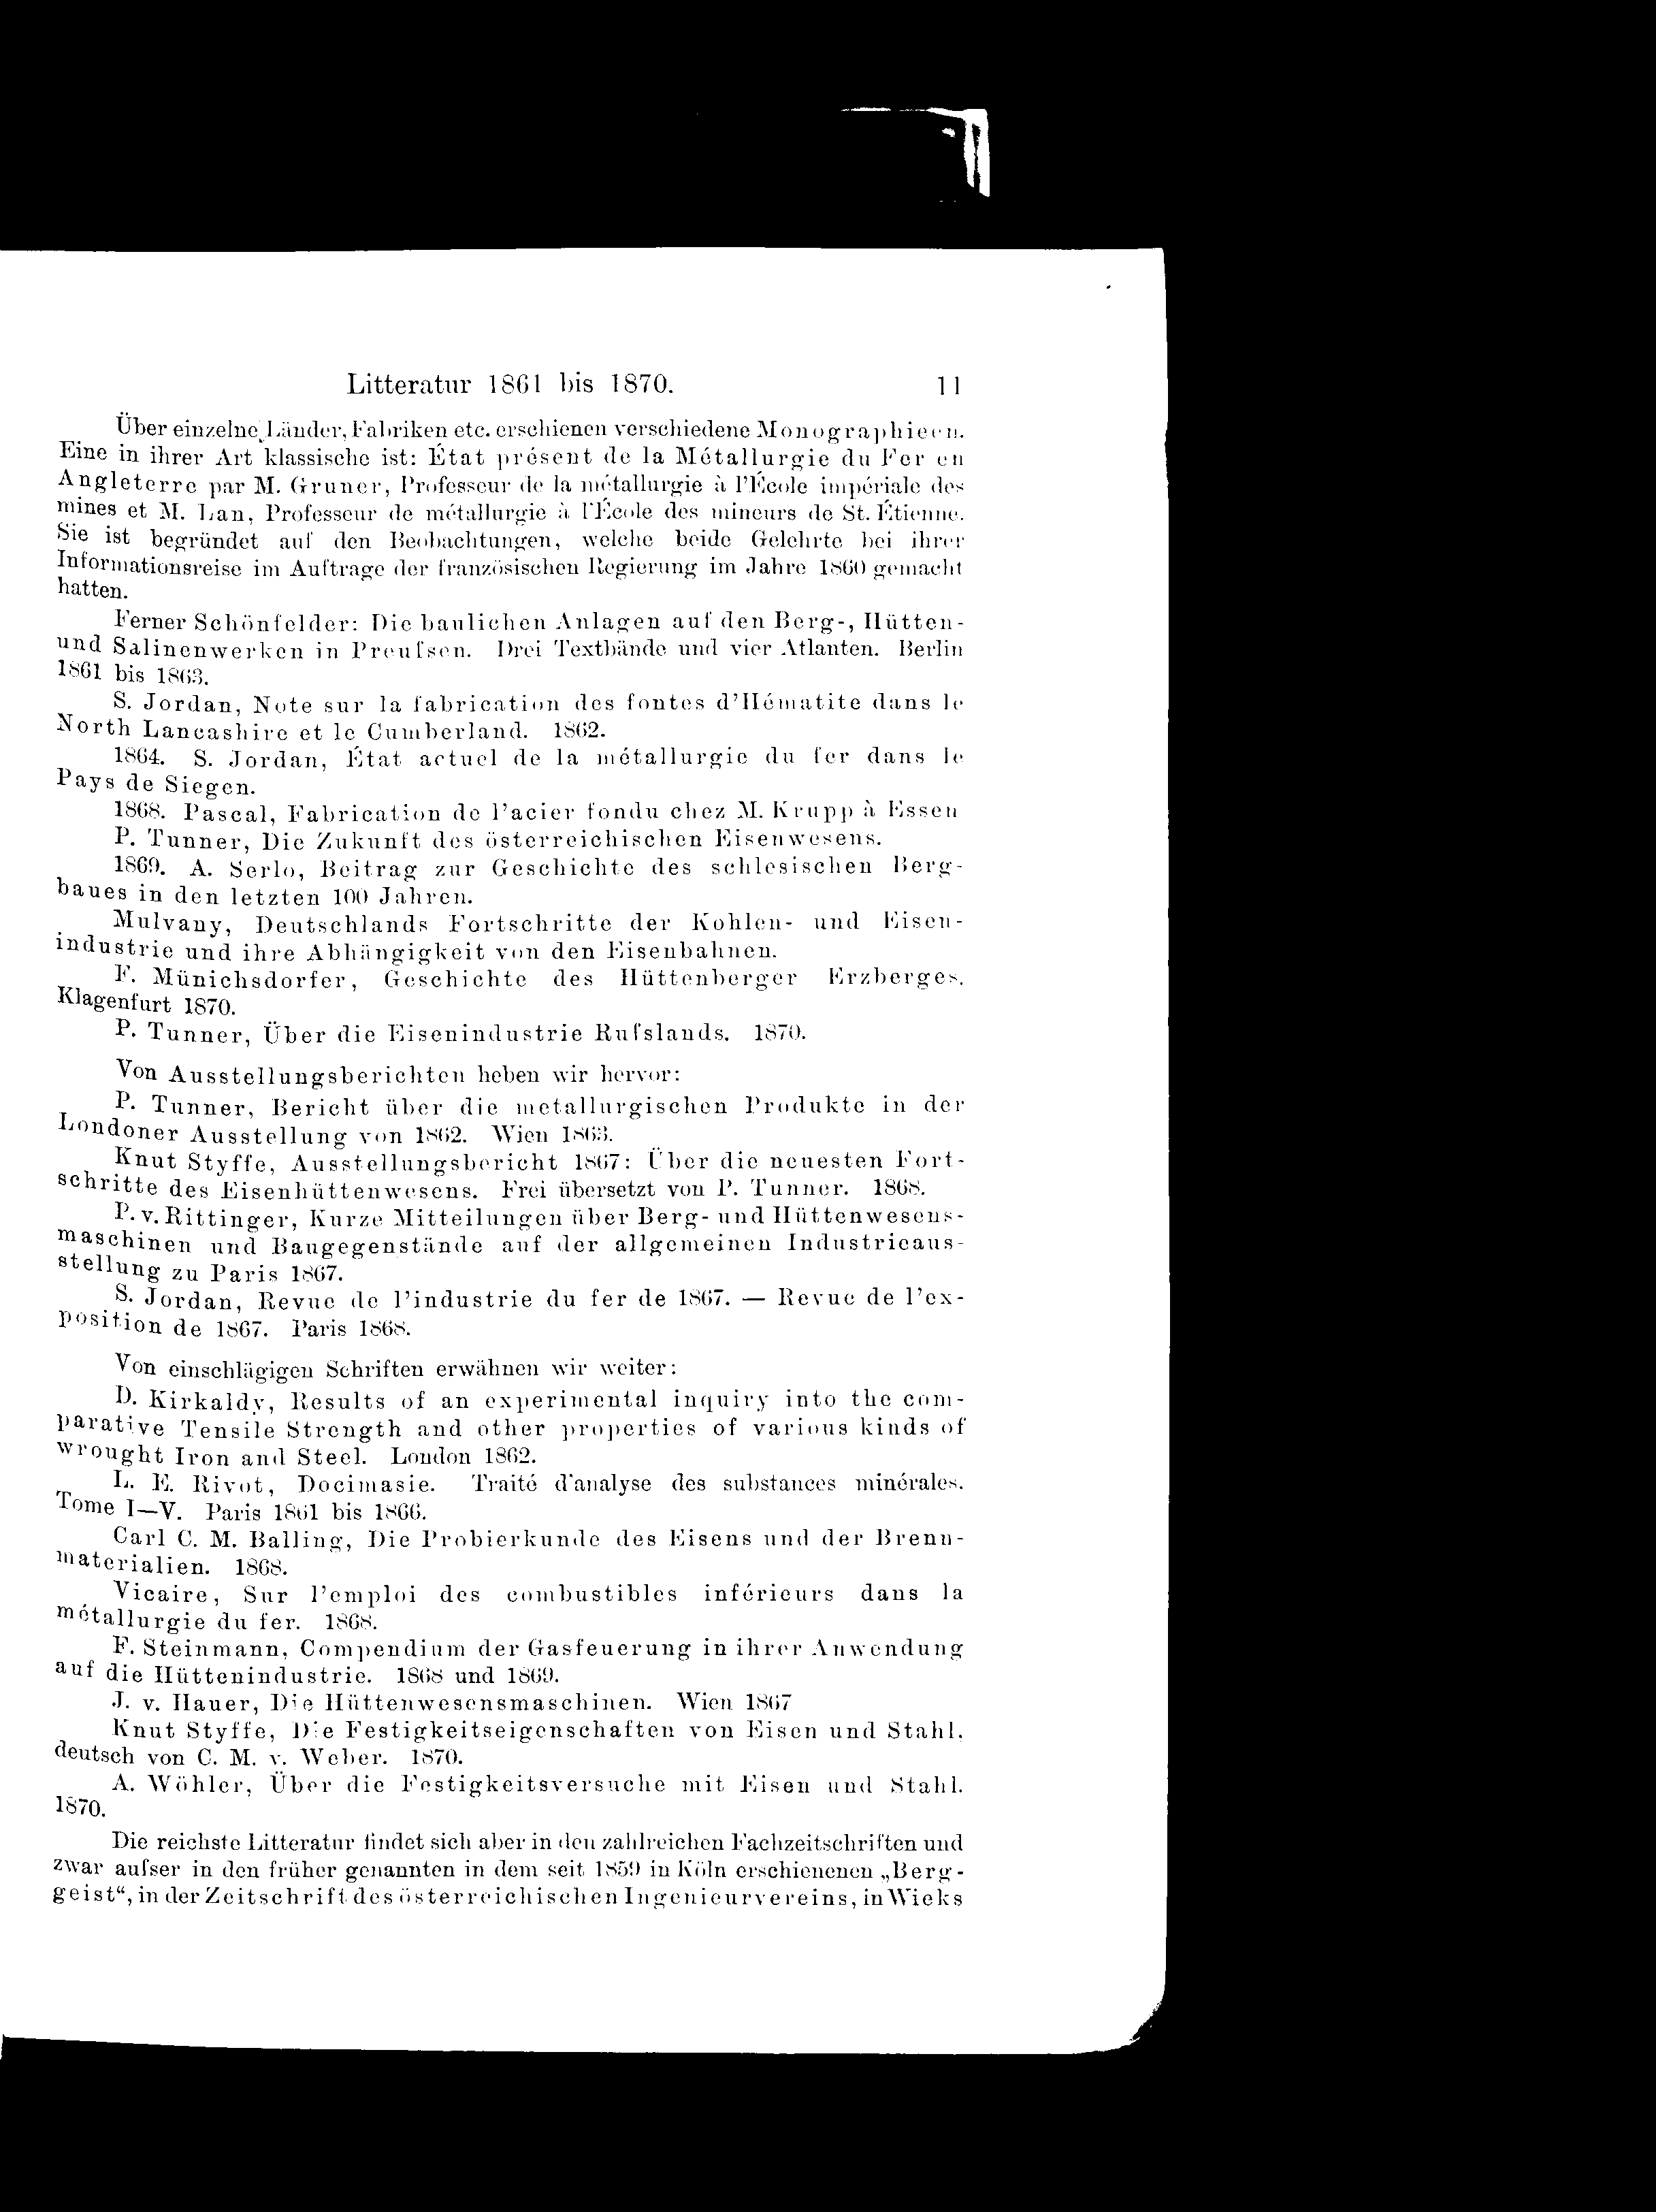 Litteratur 1861 bis 1870. 11
Über einzelne Länder, Fabriken etc. erschienen verschiedene Monographieen.
Eine in ihrer Art klassische ist: État présent de la Métallurgie du Fer en
Angleterre par M. Gruner, Professeur de la métallurgie à l'École impériale des
mines et M. Lan, Professeur de métallurgie à l'École des mineurs de St. Étienne.
Sie ist begründet auf den Beobachtungen, welche beide Gelehrte bei ihrer
Informationsreise im Auftrage der französischen Regierung im Jahre 1860 gemacht
hatten.
Ferner Schönfelder: Die baulichen Anlagen auf den Berg-, Hütten-
und Salinenwerken in Preufsen. Drei Textbände und vier Atlanten. Berlin
1861 bis 1863.
S. Jordan, Note sur la fabrication des fontes d'Hématite dans le
North Lancashire et le Cumberland. 1862.
1864. S. Jordan, État actuel de la métallurgie du fer dans le
Pays de Siegen.
1868. Pascal, Fabrication de l'acier fondu chez M. Krupp à Essen
P. Tunner, Die Zukunft des österreichischen Eisenwesens.
1869. A. Serlo, Beitrag zur Geschichte des schlesischen Berg-
baues in den letzten 100 Jahren.
Mulvany, Deutschlands Fortschritte der Kohlen- und Eisen-
industrie und ihre Abhängigkeit von den Eisenbahnen.
F. Münichsdorfer, Geschichte des Hüttenberger Erzberges.
Klagenfurt 1870.
P. Tunner, Über die Eisenindustrie Rufslands. 1870.
Von Ausstellungsberichten heben wir hervor:
P. Tunner, Bericht über die metallurgischen Produkte in der
Londoner Ausstellung von 1862. Wien 1863.
Knut Styffe, Ausstellungsbericht 1867: Über die neuesten Fort-
schritte des Eisenhüttenwesens. Frei übersetzt von P. Tunner. 1868.
P. v. Rittinger, Kurze Mitteilungen über Berg- und Hüttenwesens-
maschinen und Baugegenstände auf der allgemeinen Industrieaus-
stellung zu Paris 1867.
S. Jordan, Revue de l'industrie du fer de 1867. — Revue de l'ex-
position de 1867. Paris 1868.
Von einschlägigen Schriften erwähnen wir weiter:
D. Kirkaldy, Results of an experimental inquiry into the com-
parative Tensile Strength and other properties of various kinds of
wrought Iron and Steel. London 1862.
L. E. Rivot, Docimasie. Traité d'analyse des substances minérales.
Tome I—V. Paris 1861 bis 1866.
Carl C. M. Balling, Die Probierkunde des Eisens und der Brenn-
materialien. 1868.
Vicaire, Sur l'emploi des combustibles inférieurs dans la
métallurgie du fer. 1868.
F. Steinmann, Compendium der Gasfeuerung in ihrer Anwendung
auf die Hüttenindustrie. 1868 und 1869.
J. v. Hauer, Die Hüttenwesensmaschinen. Wien 1867
Knut Styffe, Die Festigkeitseigenschaften von Eisen und Stahl.
deutsch von C. M. v. Weber. 1870.
A. Wöhler, Über die Festigkeitsversuche mit Eisen und Stahl.
1870.
Die reichste Litteratur findet sich aber in den zahlreichen Fachzeitschriften und
zwar aufser in den früher genannten in dem seit 1859 in Köln erschienenen „Berg-
geist“, in der Zeitschrift des österreichischen Ingenieurvereins, in Wieks